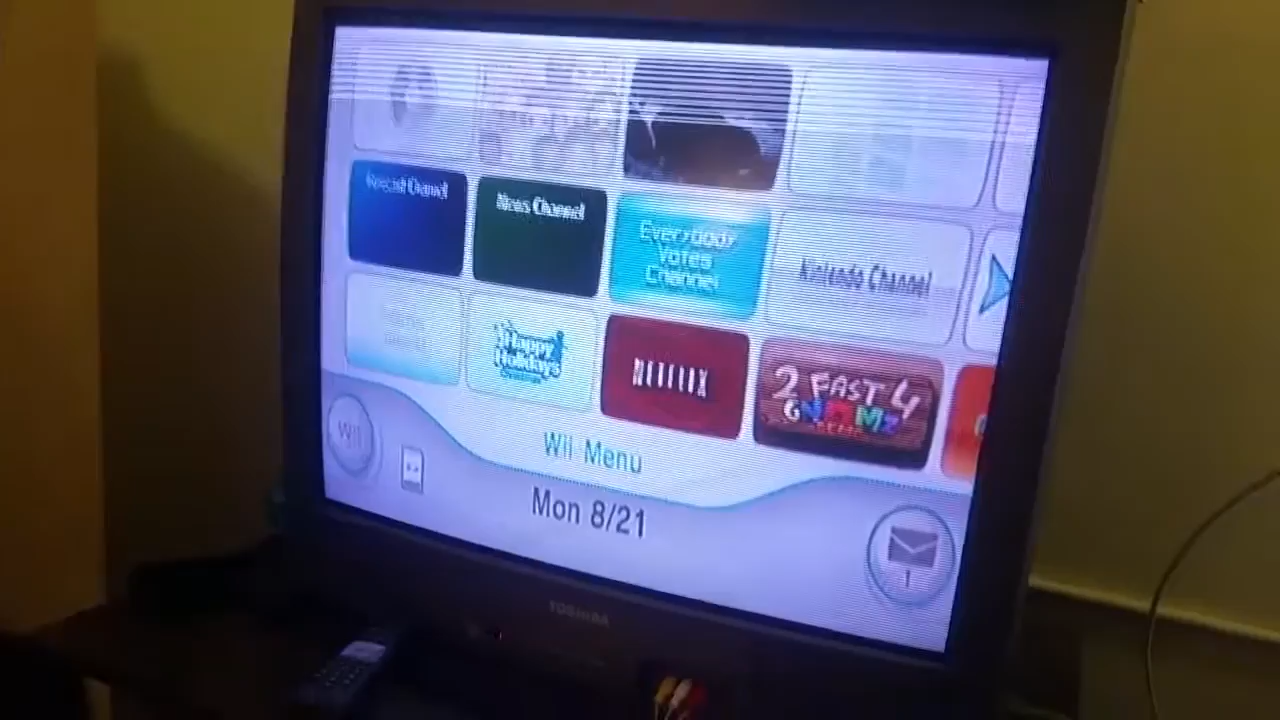 Forecast Channel
News Channel
Everybody
Votes
Channel
Nintendo Channel
Happy
Holidays
NETFLIX
2 FAST 4
GNOMZ
DEMO
Wii
Wii Menu
Mon 8/21
TOSHIBA